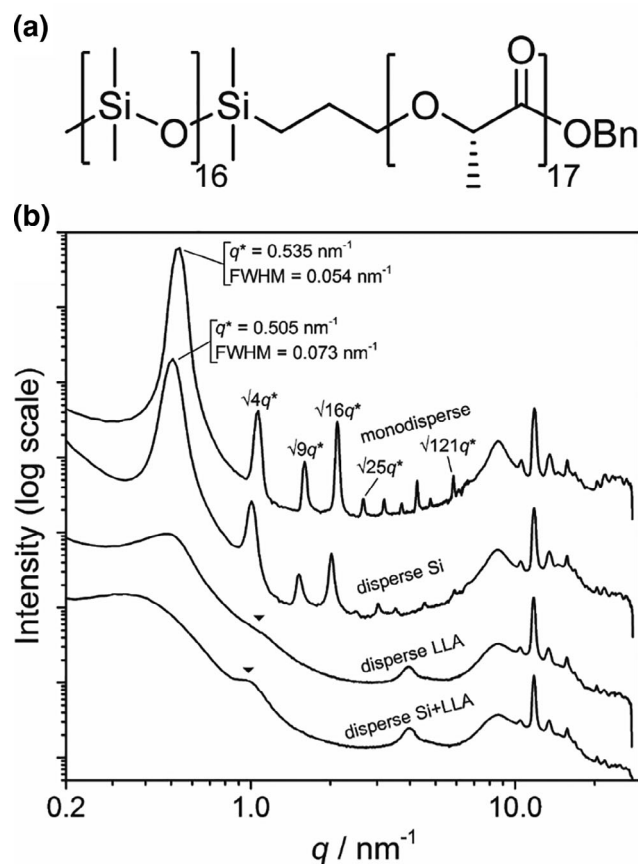 (a)
Si
O
16
Si
O
O
17
OBn
(b)
q* = 0.535 nm⁻¹
FWHM = 0.054 nm⁻¹
q* = 0.505 nm⁻¹
FWHM = 0.073 nm⁻¹
√4q*
√9q*
√16q*
√25q*
√121q*
monodisperse
disperse Si
disperse LLA
disperse Si+LLA
Intensity (log scale)
0.2
1.0
10.0
q / nm⁻¹